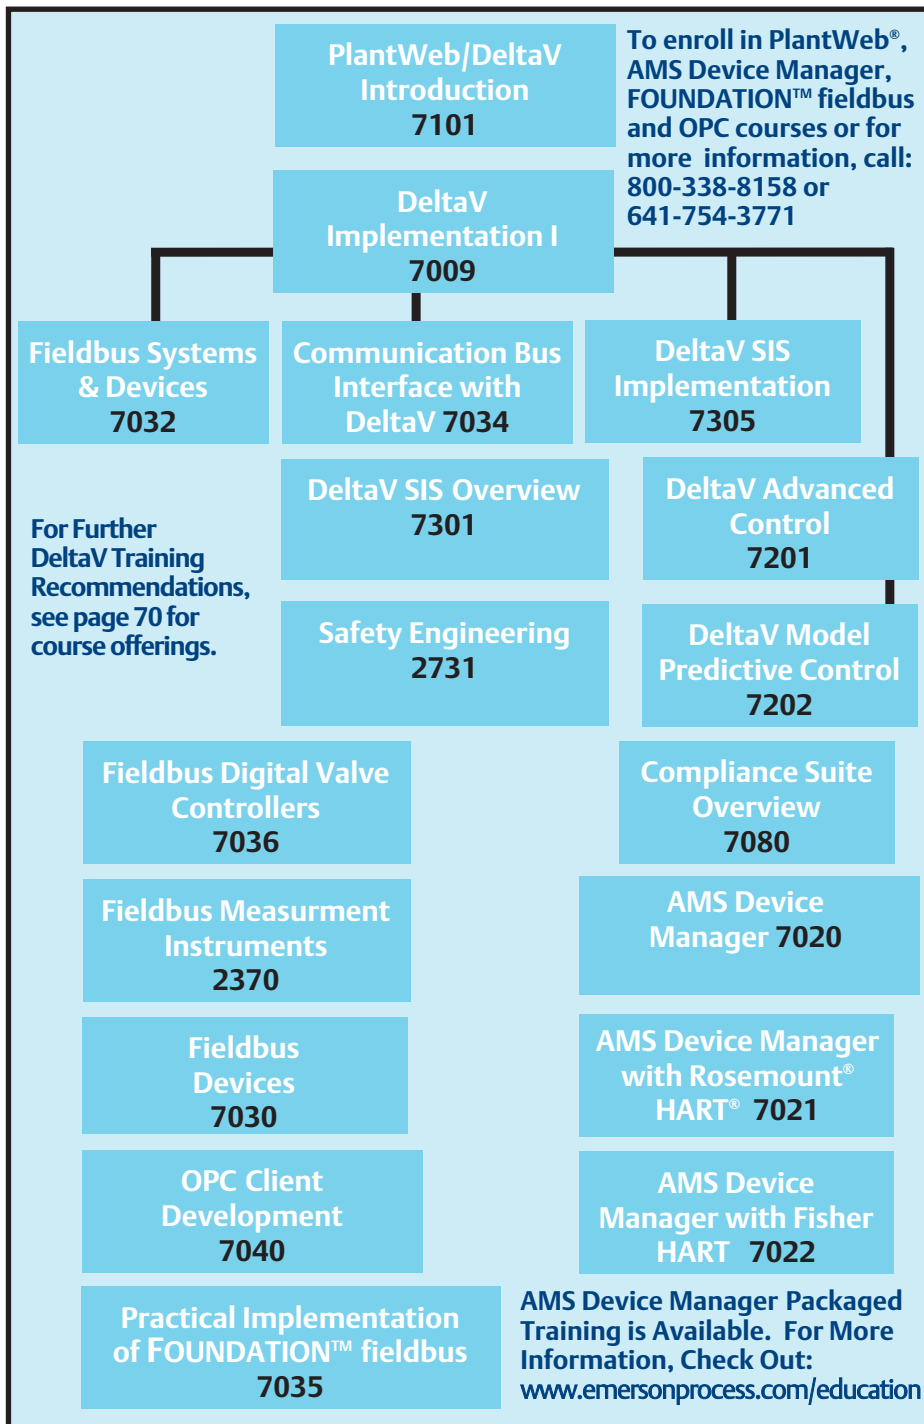 PlantWeb/DeltaV
Introduction
7101
To enroll in PlantWeb®,
AMS Device Manager,
FOUNDATION™ fieldbus
and OPC courses or for
more information, call:
800-338-8158 or
641-754-3771
DeltaV
Implementation I
7009
Fieldbus Systems
& Devices
7032
Communication Bus
Interface with
DeltaV 7034
DeltaV SIS
Implementation
7305
DeltaV SIS Overview
7301
DeltaV Advanced
Control
7201
For Further
DeltaV Training
Recommendations,
see page 70 for
course offerings.
Safety Engineering
2731
DeltaV Model
Predictive Control
7202
Fieldbus Digital Valve
Controllers
7036
Compliance Suite
Overview
7080
Fieldbus Measurment
Instruments
2370
AMS Device
Manager 7020
Fieldbus
Devices
7030
AMS Device Manager
with Rosemount®
HART® 7021
OPC Client
Development
7040
AMS Device
Manager with Fisher
HART 7022
Practical Implementation
of FOUNDATION™ fieldbus
7035
AMS Device Manager Packaged
Training is Available. For More
Information, Check Out:
www.emersonprocess.com/education